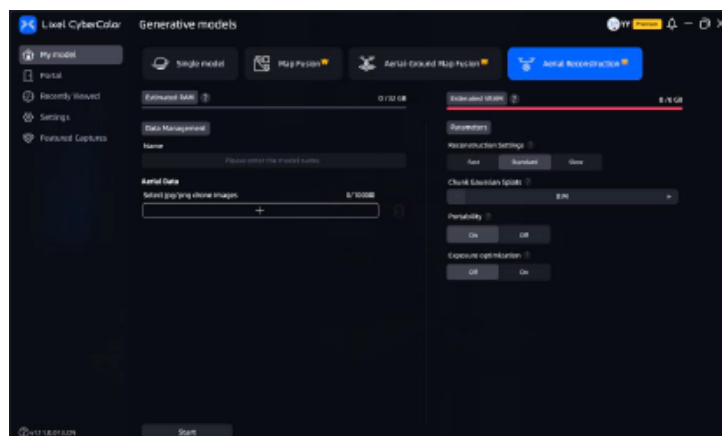 Lixel CyberColor
Generative models
YY Premium
My model
Portal
Recently Viewed
Settings
Featured Captures
Single model
Map Fusion
Aerial-Ground Map Fusion
Aerial Reconstruction
Estimated RAM
0 / 32 GB
Data Management
Name
Please enter the model name
Aerial Data
Select jpg/png drone images
0/10000
Estimated VRAM
Parameters
Reconstruction Settings
Fast
Standard
Slow
Chunk Gaussian Splats
Portability
On
Off
Exposure optimization
Off
On
Start